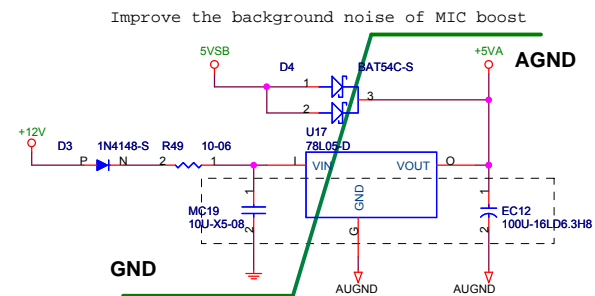 Improve the background noise of MIC boost
5VSB
D4
BAT54C-S
+5VA
AGND
1
2
3
U17
78L05-D
+12V
D3
1N4148-S
R49
10-06
P
N
2
1
I
VIN
VOUT
O
GND
G
MC19
10U-X5-08
1
2
1
2
EC12
100U-16LD6.3H8
GND
AUGND
AUGND